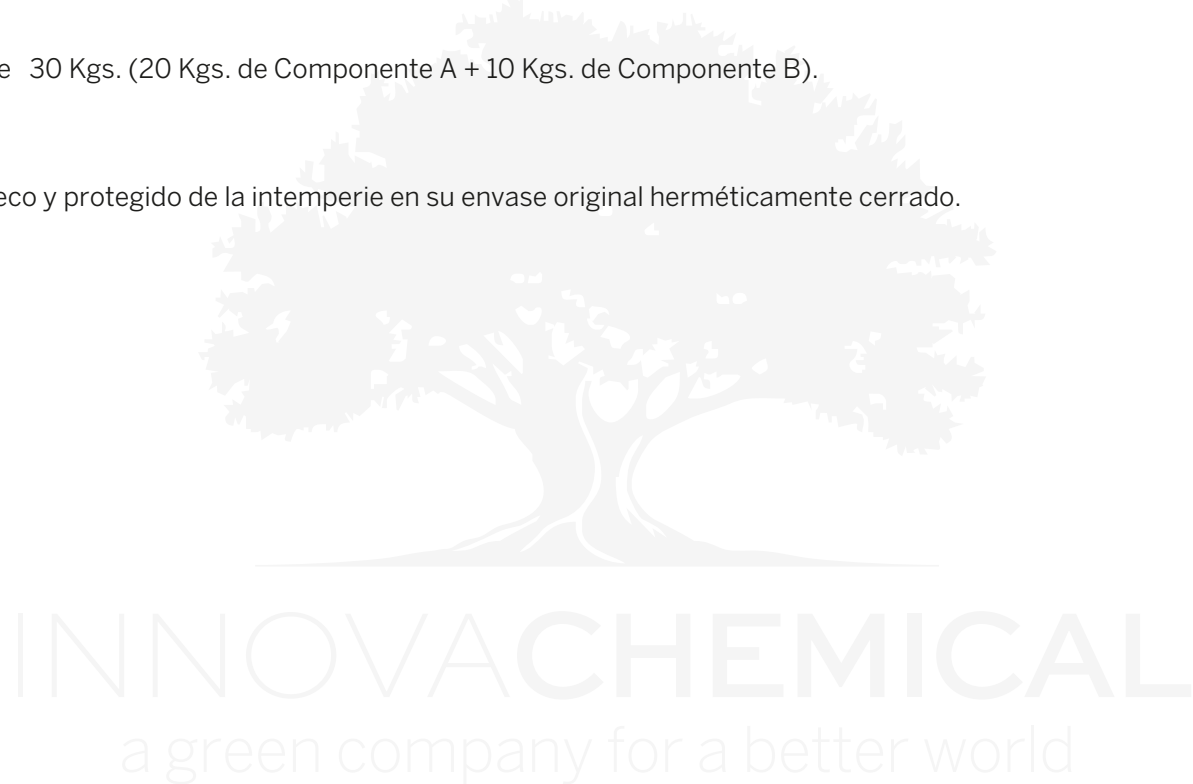 e 30 Kgs. (20 Kgs. de Componente A + 10 Kgs. de Componente B).
eco y protegido de la intemperie en su envase original herméticamente cerrado.
INNOVACHEMICAL
a green company for a better world